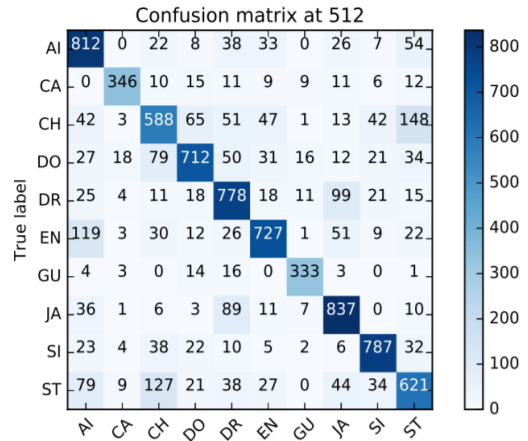 Confusion matrix at 512
AI 812 0 22 8 38 33 0 26 7 54
CA 0 346 10 15 11 9 9 11 6 12
CH 42 3 588 65 51 47 1 13 42 148
DO 27 18 79 712 50 31 16 12 21 34
DR 25 4 11 18 778 18 11 99 21 15
EN 119 3 30 12 26 727 1 51 9 22
GU 4 3 0 14 16 0 333 3 0 1
JA 36 1 6 3 89 11 7 837 0 10
SI 23 4 38 22 10 5 2 6 787 32
ST 79 9 127 21 38 27 0 44 34 621
AI CA CH DO DR EN GU JA SI ST
True label
800
700
600
500
400
300
200
100
0